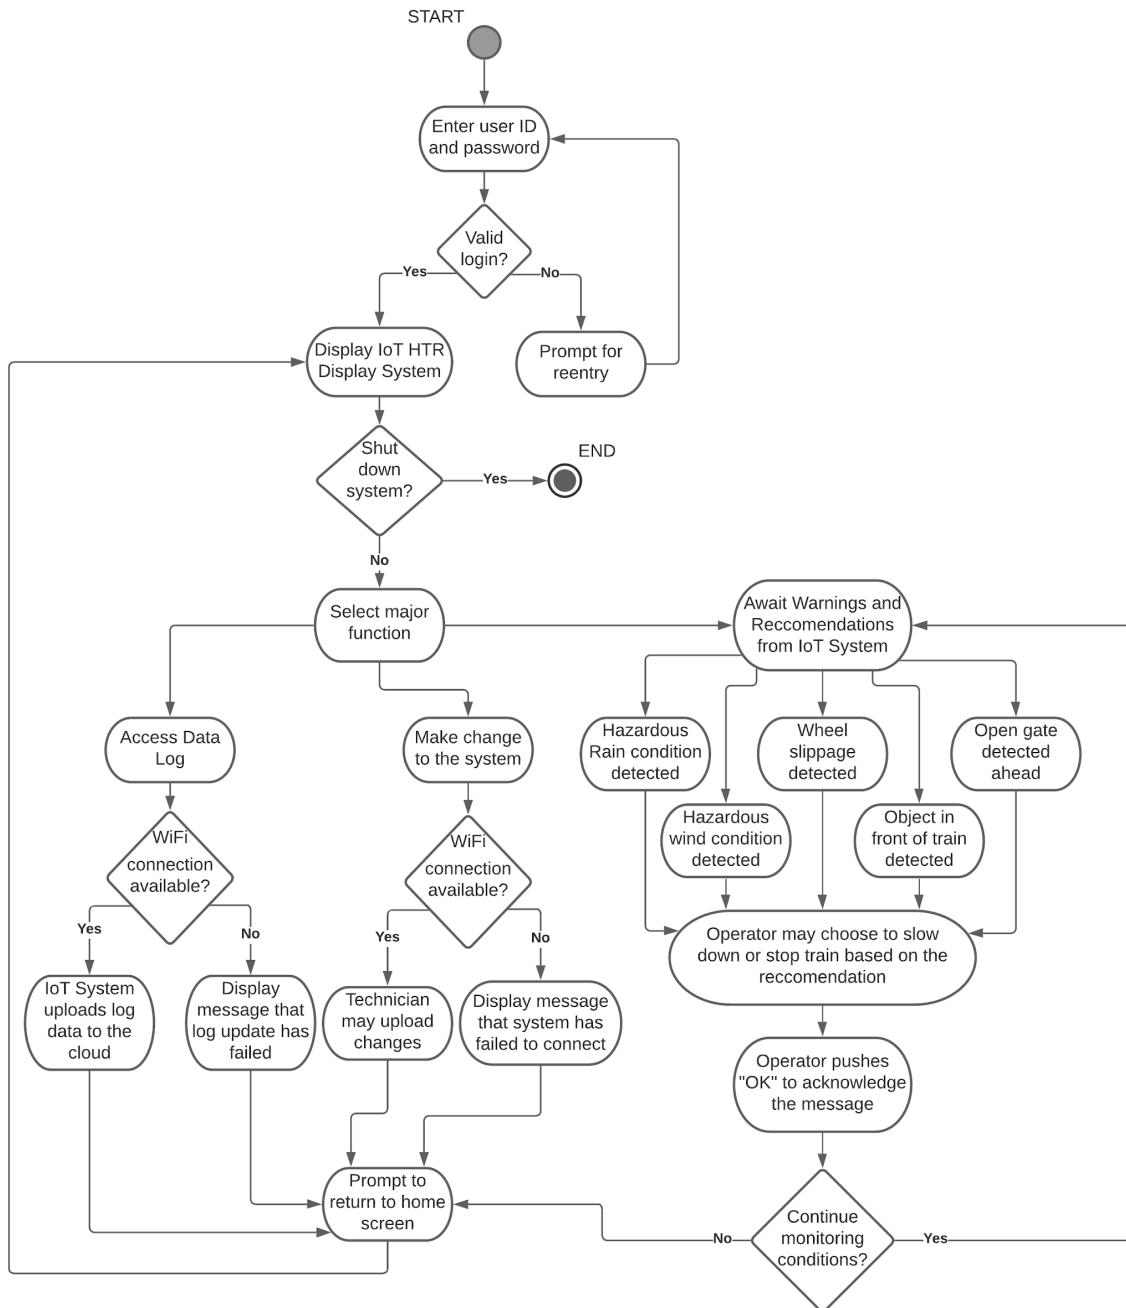 START
Enter user ID
and password
Valid
login?
Yes
No
Display IoT HTR
Display System
Prompt for
reentry
Shut
down
system?
Yes
END
No
Select major
function
Await Warnings and
Reccomendations
from IoT System
Access Data
Log
Make change
to the system
Hazardous
Rain condition
detected
Wheel
slippage
detected
Open gate
detected
ahead
Hazardous
wind condition
detected
Object in
front of train
detected
WiFi
connection
available?
WiFi
connection
available?
Yes
No
Yes
No
Operator may choose to slow
down or stop train based on the
reccomendation
IoT System
uploads log
data to the
cloud
Display
message that
log update has
failed
Technician
may upload
changes
Display message
that system has
failed to connect
Operator pushes
"OK" to acknowledge
the message
Prompt to
return to home
screen
Continue
monitoring
conditions?
No
Yes